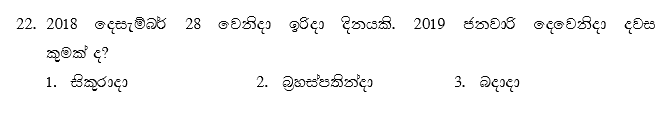 22. 2018 දෙසැම්බර් 28 වෙනිදා ඉරිදා දිනයකි. 2019 ජනවාරි දෙවෙනිදා දවස
කුමක් ද?
1. සිකුරාදා 2. බ්‍රහස්පතින්දා 3. බදාදා